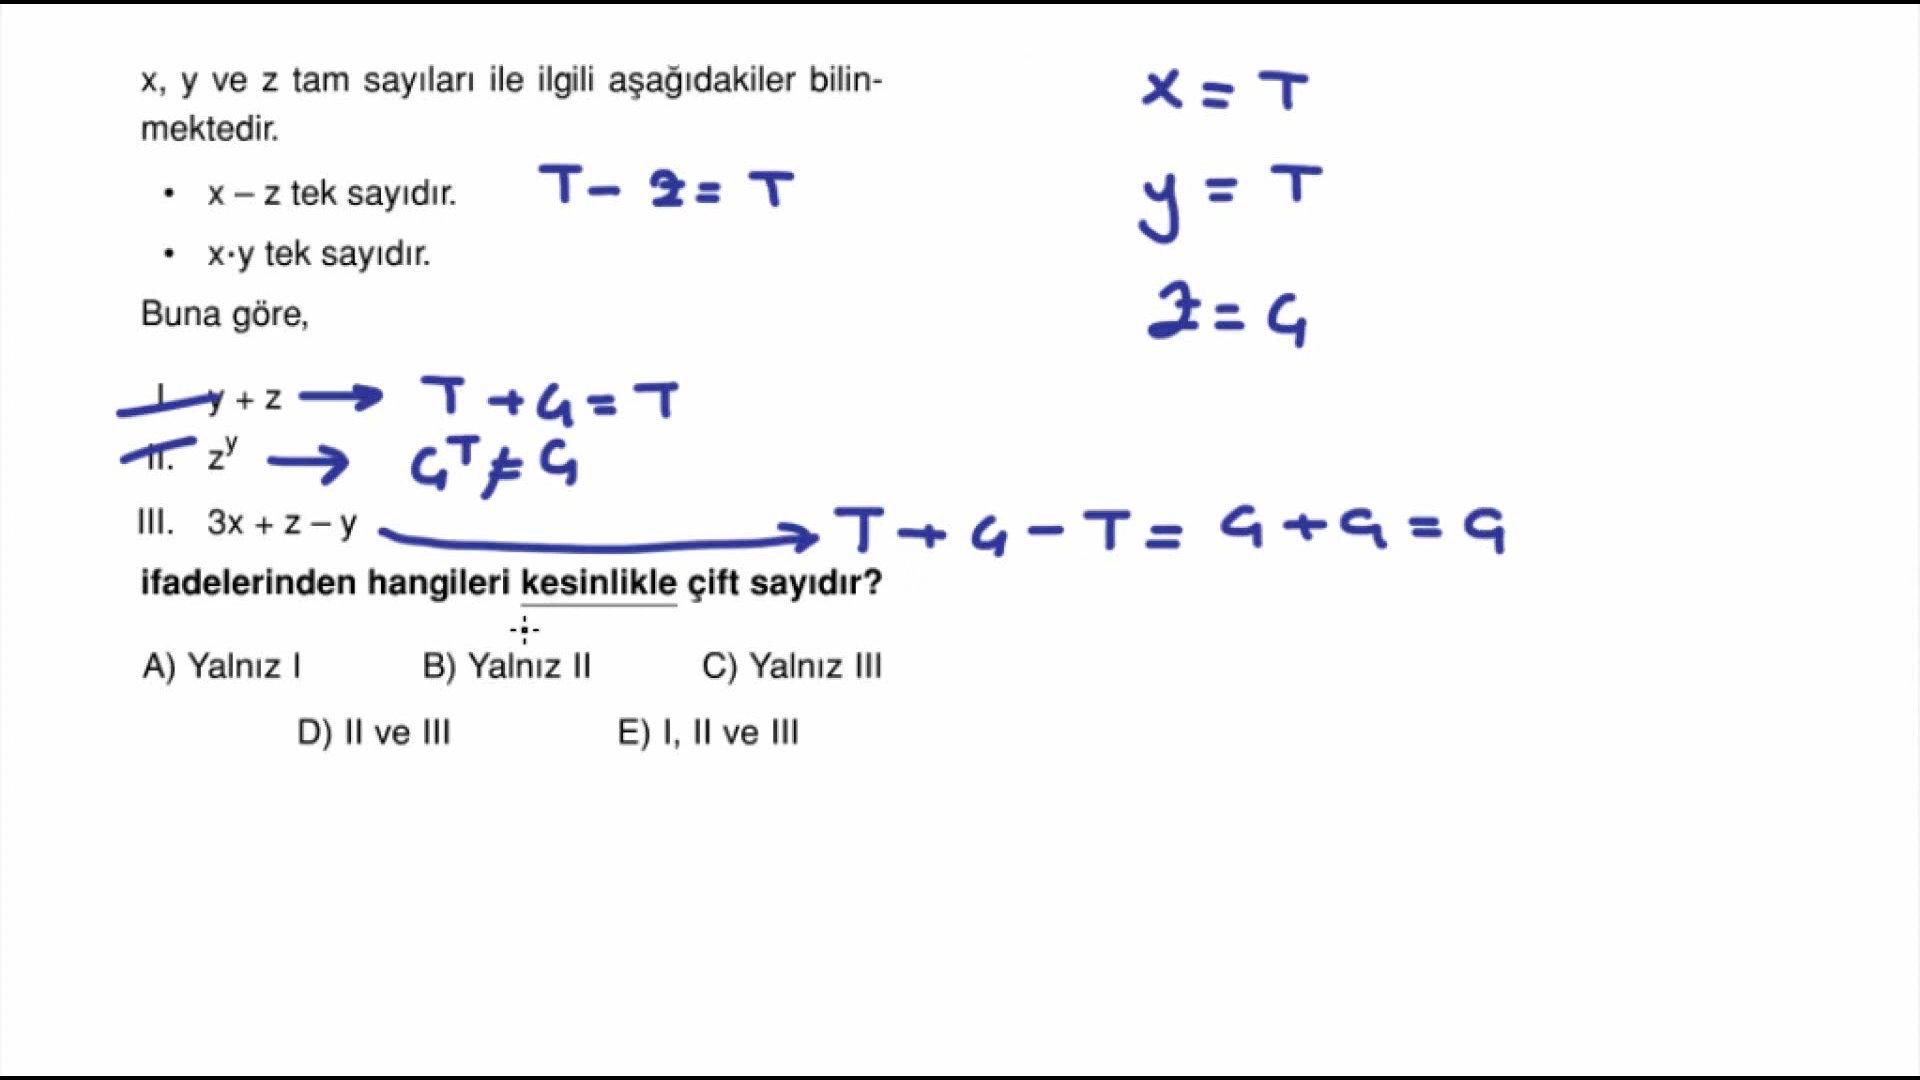 x, y ve z tam sayıları ile ilgili aşağıdakiler bilin-
mektedir.
• x – z tek sayıdır. T - z = T
• x·y tek sayıdır.
Buna göre,
I. y + z → T + Ç = T
II. z^y → Ç^T ≠ Ç
III. 3x + z – y → T + Ç - T = Ç + Ç = Ç
ifadelerinden hangileri kesinlikle çift sayıdır?
A) Yalnız I B) Yalnız II C) Yalnız III
D) II ve III E) I, II ve III
x = T
y = T
z = Ç